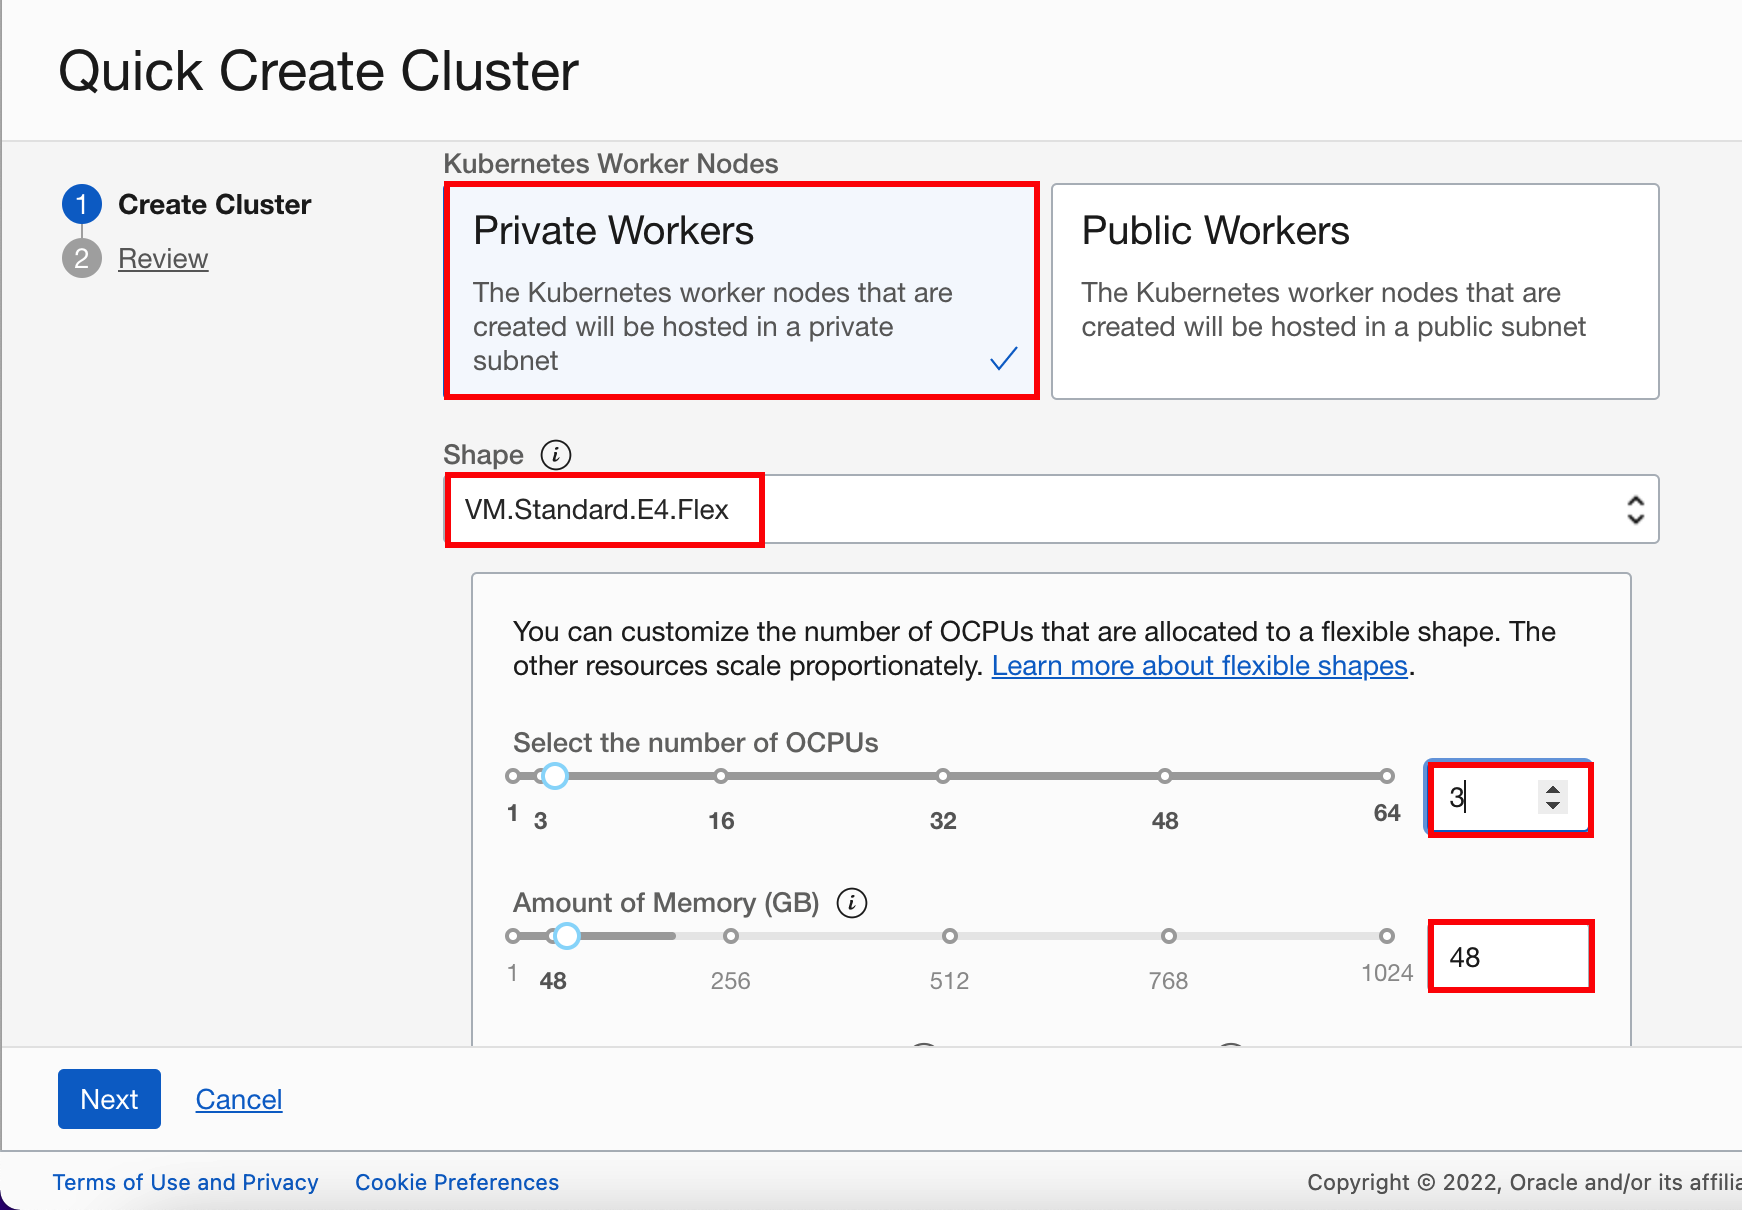 Quick Create Cluster
1 Create Cluster
2 Review
Kubernetes Worker Nodes
Private Workers
The Kubernetes worker nodes that are
created will be hosted in a private
subnet
Public Workers
The Kubernetes worker nodes that are
created will be hosted in a public subnet
Shape i
VM.Standard.E4.Flex
You can customize the number of OCPUs that are allocated to a flexible shape. The
other resources scale proportionately. Learn more about flexible shapes.
Select the number of OCPUs
1 3 16 32 48 64
3
Amount of Memory (GB) i
1 48 256 512 768 1024
48
Next Cancel
Terms of Use and Privacy Cookie Preferences
Copyright © 2022, Oracle and/or its affilia